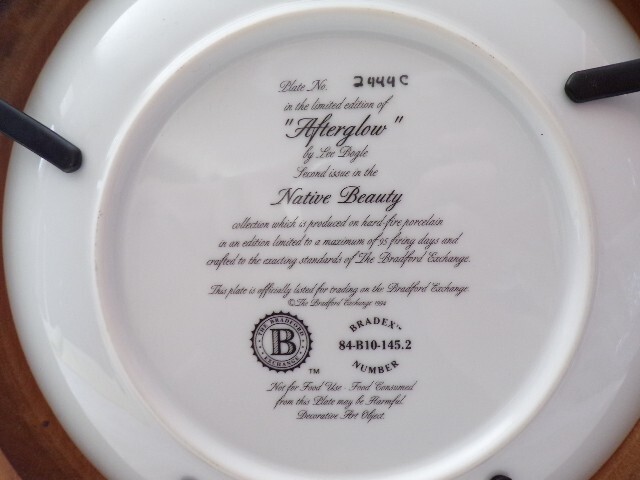 Plate No. 2444C
in the limited edition of
"Afterglow"
by Lee Bogle
Second issue in the
Native Beauty
collection which is produced on hard-fire porcelain
in an edition limited to a maximum of 95 firing days and
crafted to the exacting standards of The Bradford Exchange.
This plate is officially listed for trading on the Bradford Exchange.
©The Bradford Exchange 1994
THE BRADFORD
B
EXCHANGE
TM
BRADEX™
84-B10-145.2
NUMBER
Not for Food Use - Food Consumed
from this Plate may be Harmful.
Decorative Art Object.